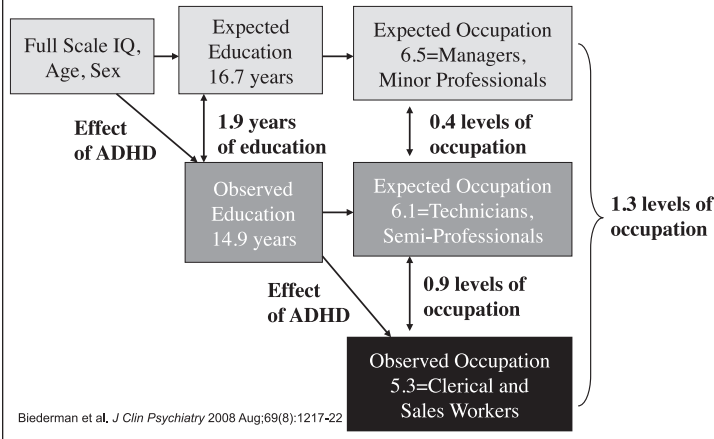 Full Scale IQ,
Age, Sex
Expected
Education
16.7 years
Expected Occupation
6.5=Managers,
Minor Professionals
Effect
of ADHD
1.9 years
of education
0.4 levels of
occupation
Observed
Education
14.9 years
Expected Occupation
6.1=Technicians,
Semi-Professionals
1.3 levels of
occupation
Effect
of ADHD
0.9 levels of
occupation
Observed Occupation
5.3=Clerical and
Sales Workers
Biederman et al. J Clin Psychiatry 2008 Aug;69(8):1217-22